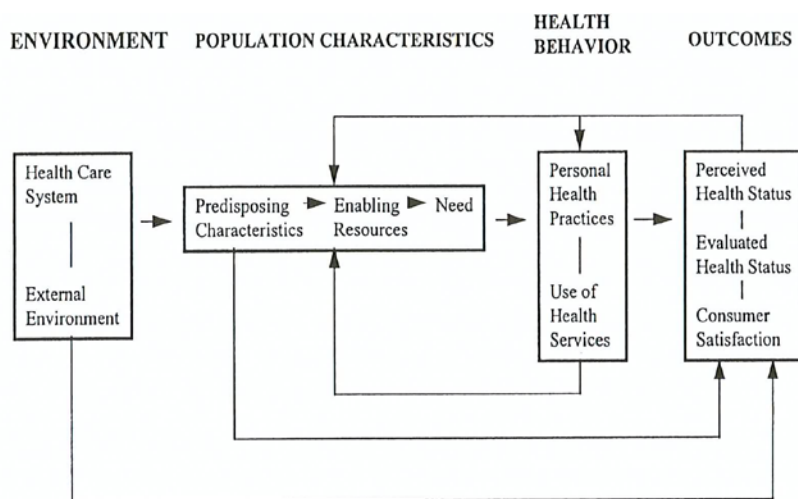 ENVIRONMENT
POPULATION CHARACTERISTICS
HEALTH
BEHAVIOR
OUTCOMES
Health Care
System
External
Environment
Predisposing
Characteristics
Enabling
Resources
Need
Personal
Health
Practices
Use of
Health
Services
Perceived
Health Status
Evaluated
Health Status
Consumer
Satisfaction